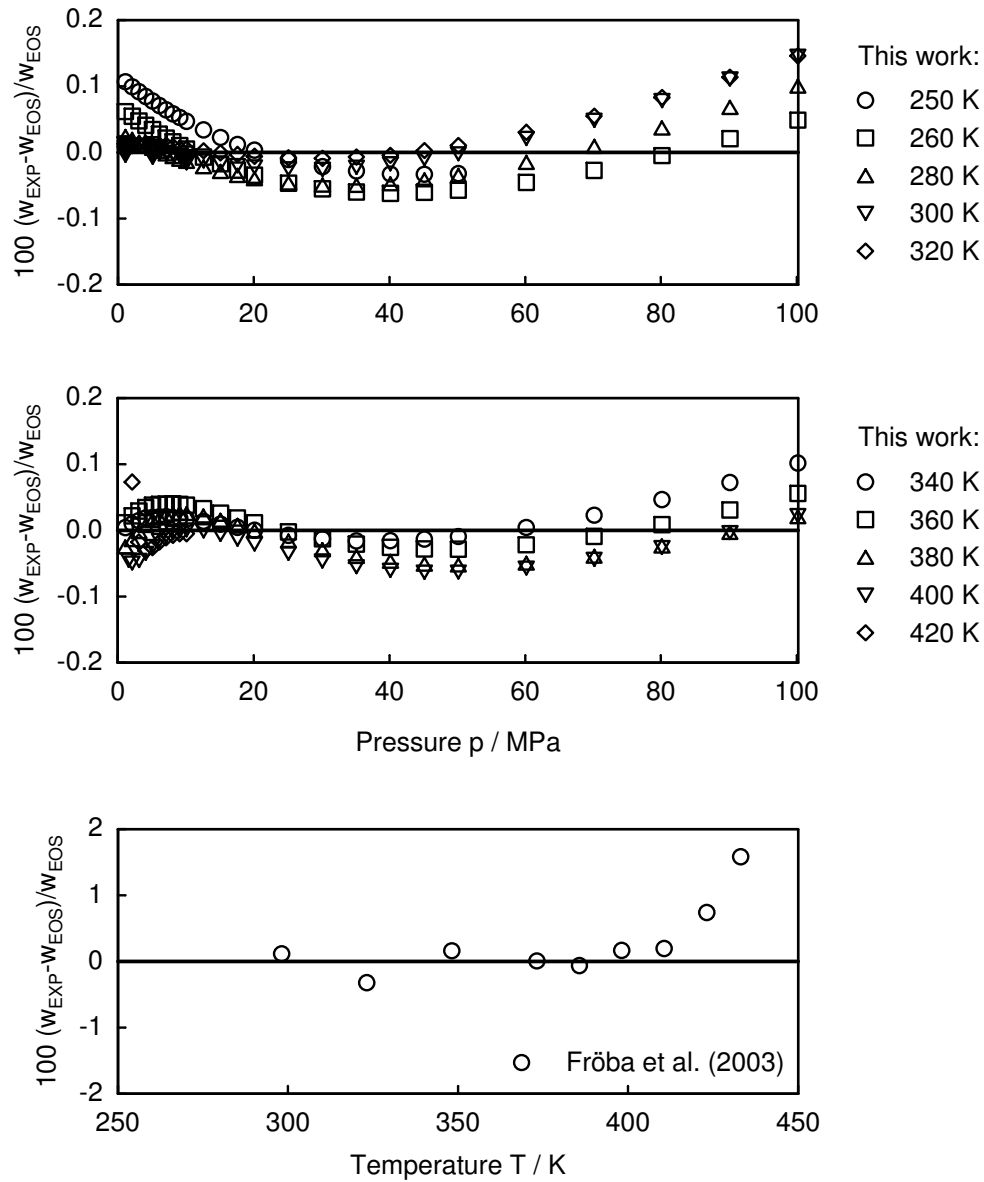 0.2
0.1
0.0
-0.1
-0.2
100 (wEXP-wEOS)/wEOS
0 20 40 60 80 100
This work:
250 K
260 K
280 K
300 K
320 K
0.2
0.1
0.0
-0.1
-0.2
100 (wEXP-wEOS)/wEOS
0 20 40 60 80 100
Pressure p / MPa
This work:
340 K
360 K
380 K
400 K
420 K
2
1
0
-1
-2
100 (wEXP-wEOS)/wEOS
Fröba et al. (2003)
250 300 350 400 450
Temperature T / K